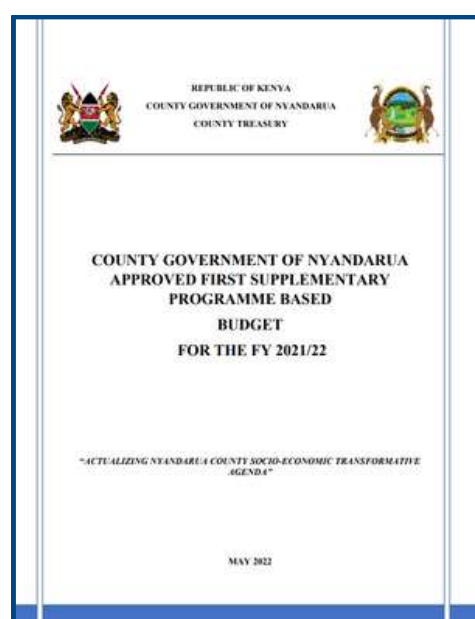 REPUBLIC OF KENYA
COUNTY GOVERNMENT OF NYANDARUA
COUNTY TREASURY
COUNTY GOVERNMENT OF NYANDARUA
APPROVED FIRST SUPPLEMENTARY
PROGRAMME BASED
BUDGET
FOR THE FY 2021/22
"ACTUALIZING NYANDARUA COUNTY SOCIO-ECONOMIC TRANSFORMATIVE
AGENDA"
MAY 2022